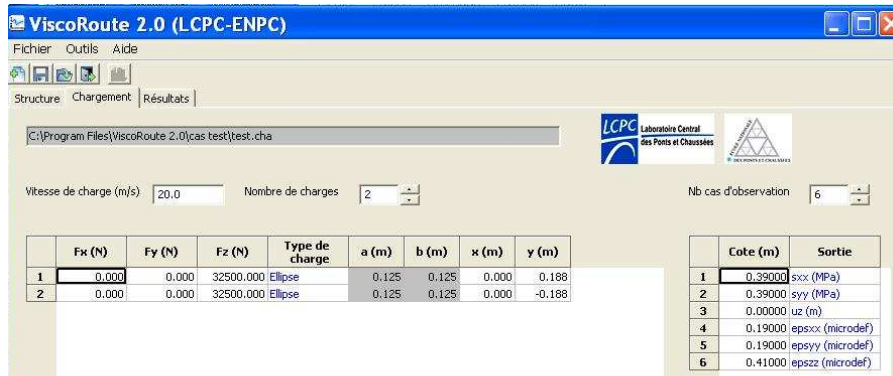 ViscoRoute 2.0 (LCPC-ENPC)
Fichier Outils Aide
Structure Chargement Résultats
C:\Program Files\ViscoRoute 2.0\cas test\test.cha
LCPC Laboratoire Central
des Ponts et Chaussées
Vitesse de charge (m/s) 20.0 Nombre de charges 2 Nb cas d'observation 6
Fx (N) Fy (N) Fz (N) Type de charge a (m) b (m) x (m) y (m) Cote (m) Sortie
1 0.000 0.000 32500.000 Ellipse 0.125 0.125 0.000 0.188 1 0.39000 sxx (MPa)
2 0.000 0.000 32500.000 Ellipse 0.125 0.125 0.000 -0.188 2 0.39000 syy (MPa)
3 0.00000 uz (m)
4 0.19000 epsxx (microdef)
5 0.19000 epsyy (microdef)
6 0.41000 epszz (microdef)